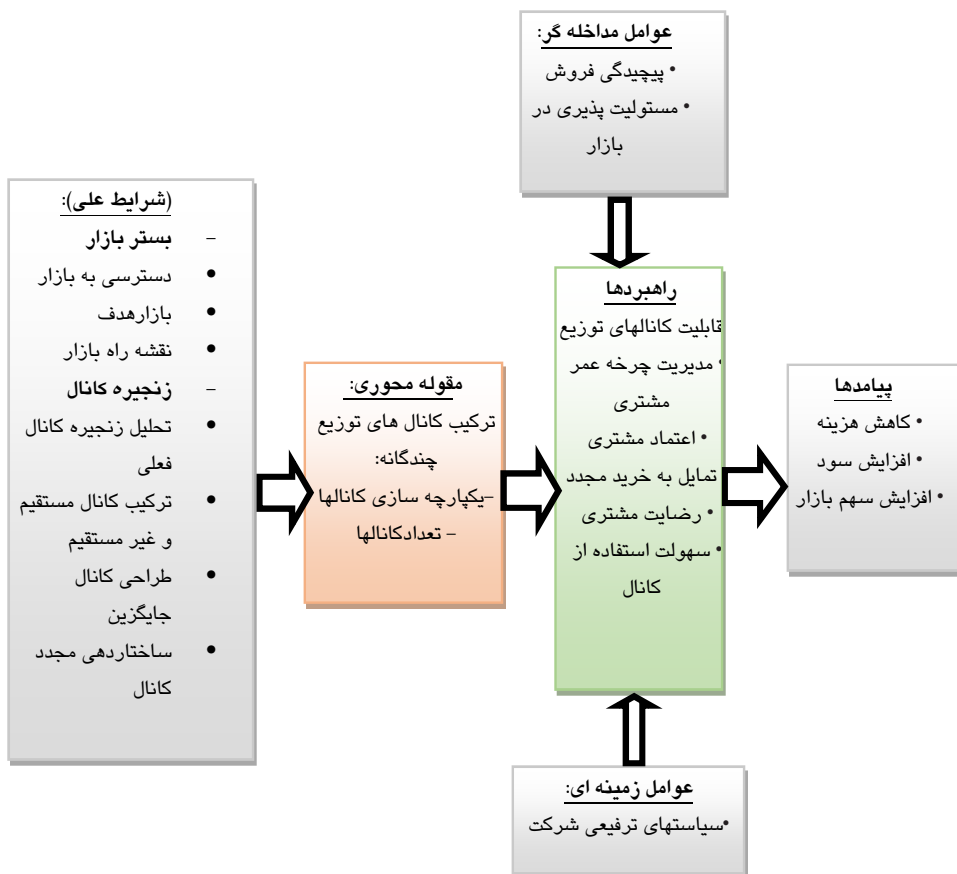 عوامل مداخله گر:
• پیچیدگی فروش
• مسئولیت پذیری در
بازار
(شرایط علی):
– بستر بازار
• دسترسی به بازار
• بازارهدف
• نقشه راه بازار
– زنجیره کانال
• تحلیل زنجیره کانال
فعلی
• ترکیب کانال مستقیم
و غیر مستقیم
• طراحی کانال
جایگزین
• ساختاردهی مجدد
کانال
مقوله محوری:
ترکیب کانال های توزیع
چندگانه:
–یکپارچه سازی کانالها
– تعدادکانالها
راهبردها
قابلیت کانالهای توزیع
• مدیریت چرخه عمر
مشتری
• اعتماد مشتری
تمایل به خرید مجدد
• رضایت مشتری
• سهولت استفاده از
کانال
پیامدها
• کاهش هزینه
• افزایش سود
• افزایش سهم بازار
عوامل زمینه ای:
•سیاستهای ترفیعی شرکت